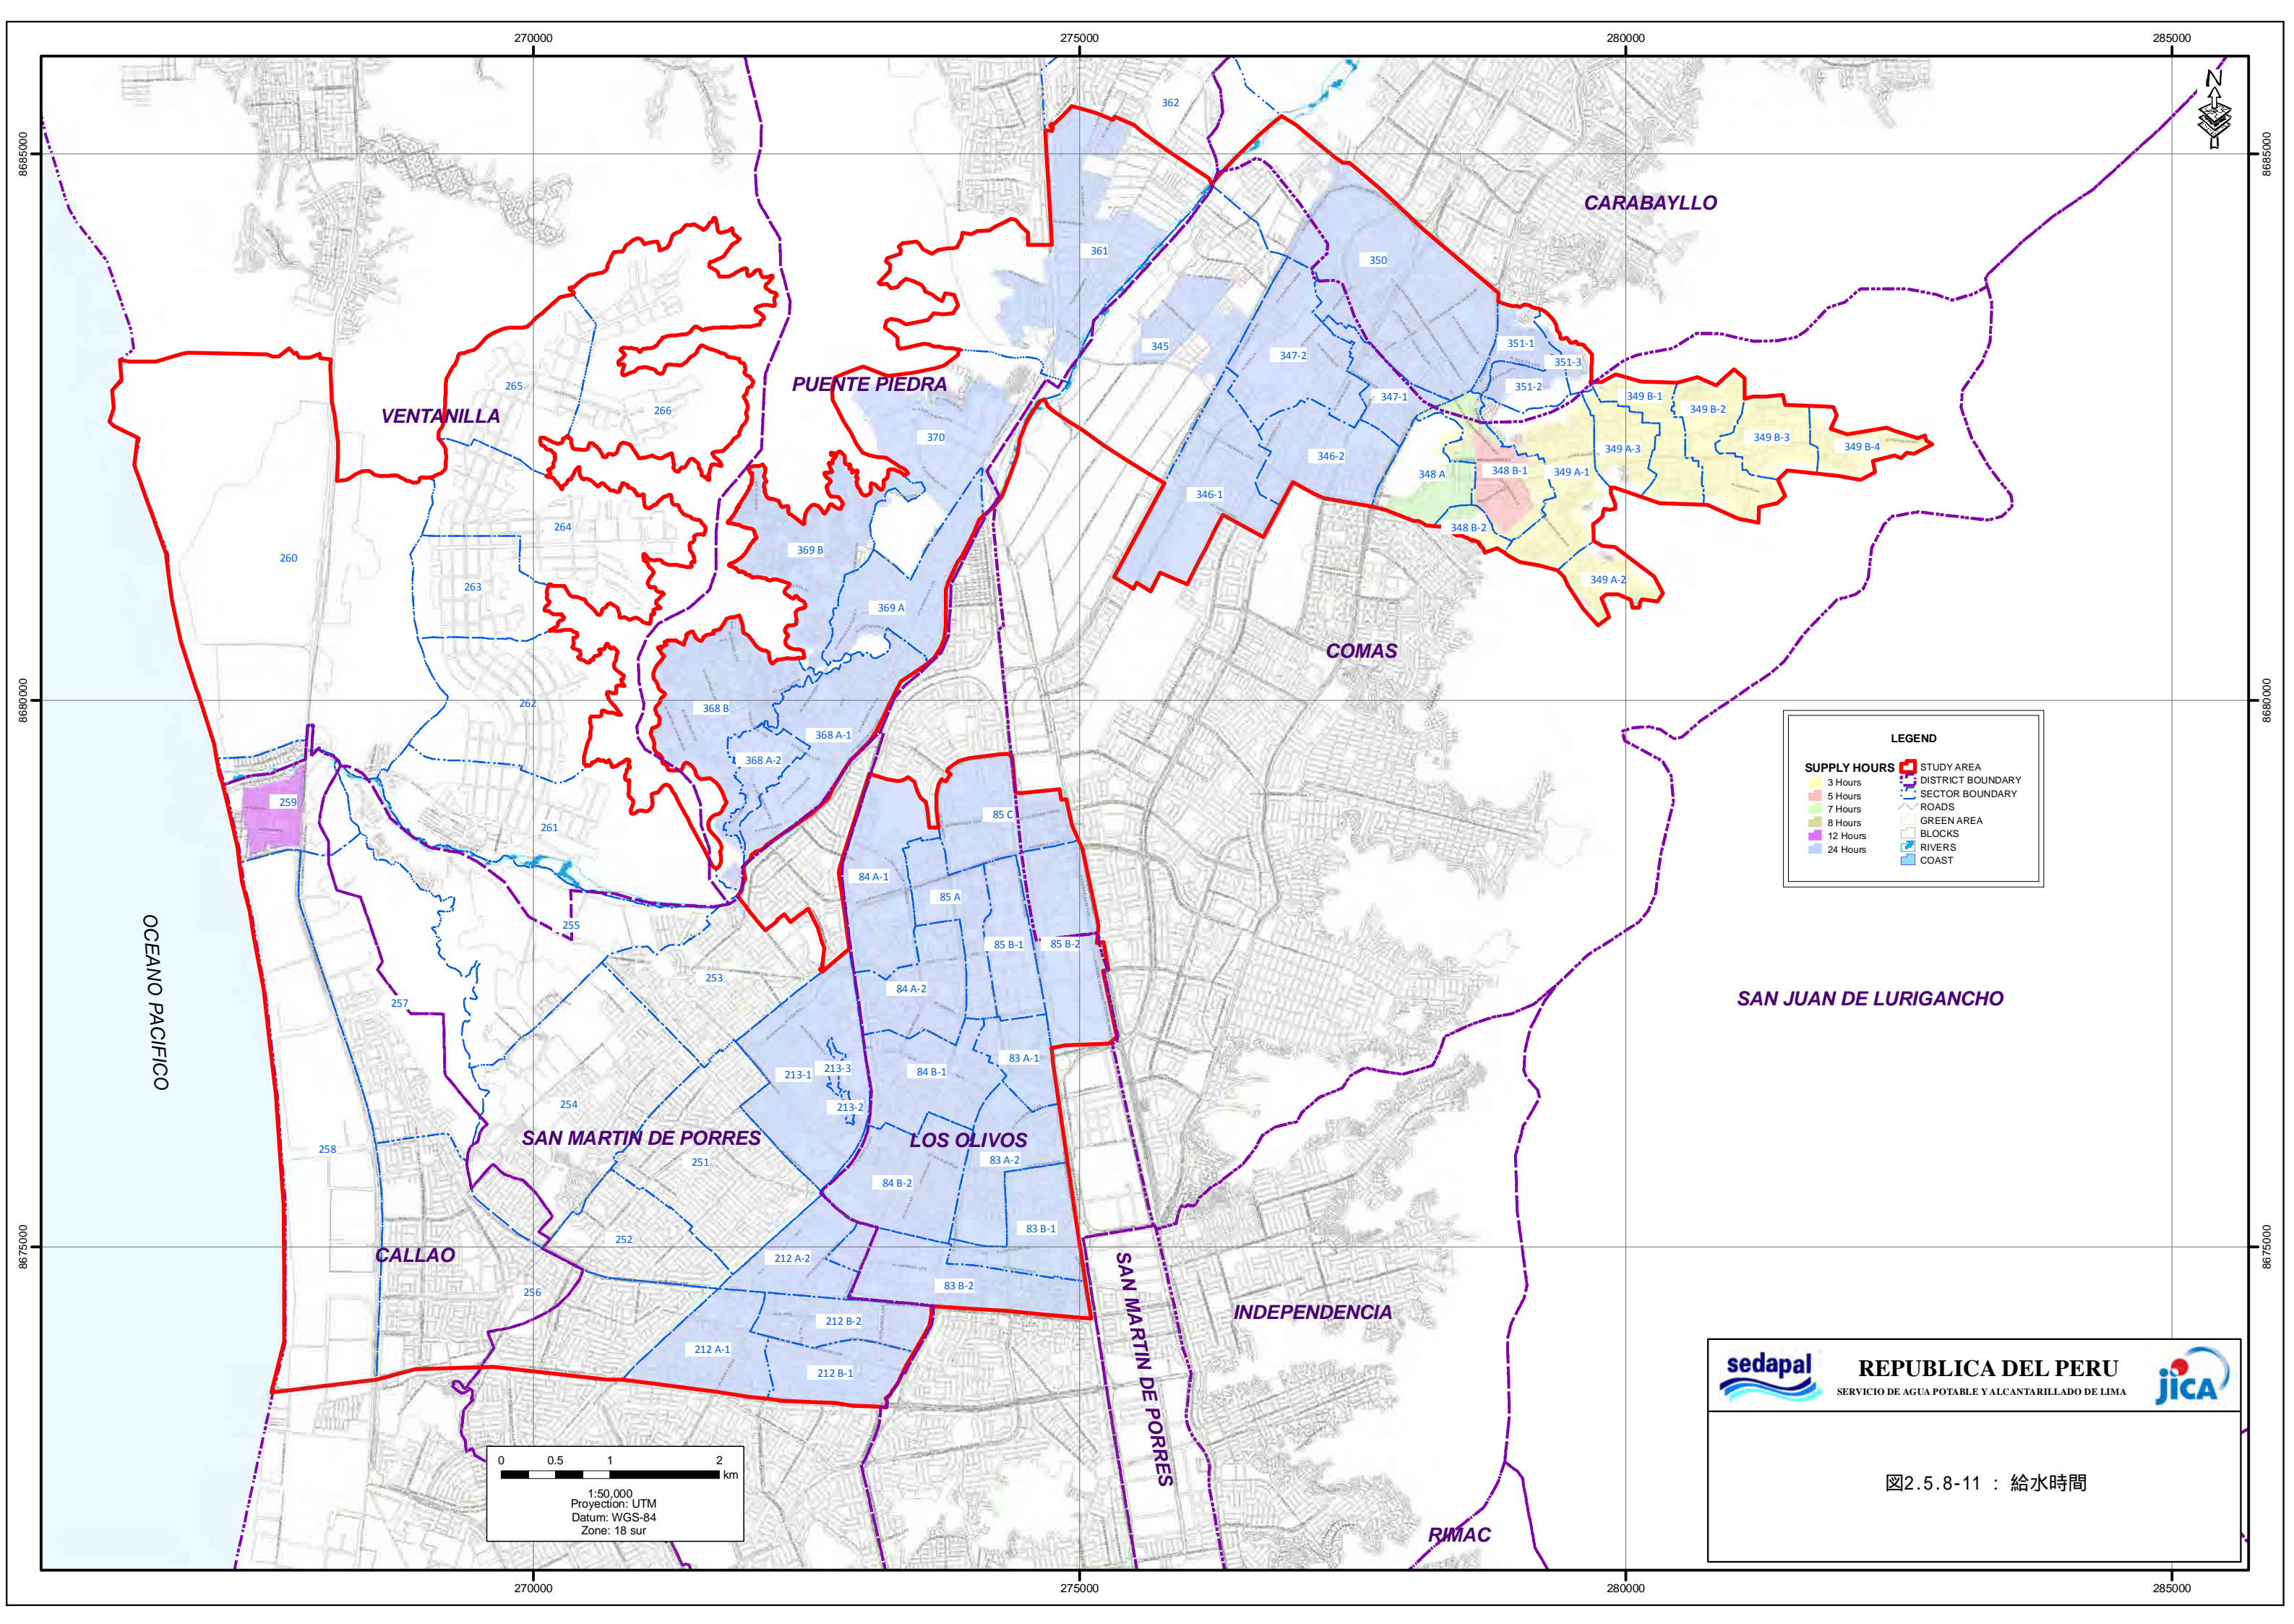 270000
275000
280000
285000
8685000
8685000
N
362
CARABAYLLO
361
350
345
347-2
351-1
351-3
351-2
265
266
PUENTE PIEDRA
VENTANILLA
347-1
349 B-1
349 B-2
349 B-3
349 B-4
370
346-2
348 A
348 B-1
349 A-1
349 A-3
346-1
348 B-2
264
260
369 B
263
349 A-2
369 A
COMAS
8680000
8680000
262
368 B
368 A-1
368 A-2
259
261
85 C
LEGEND
SUPPLY HOURS
3 Hours
5 Hours
7 Hours
8 Hours
12 Hours
24 Hours
STUDY AREA
DISTRICT BOUNDARY
SECTOR BOUNDARY
ROADS
GREEN AREA
BLOCKS
RIVERS
COAST
84 A-1
85 A
255
85 B-1
85 B-2
253
84 A-2
257
OCEANO PACIFICO
SAN JUAN DE LURIGANCHO
213-1
213-3
84 B-1
83 A-1
254
213-2
SAN MARTIN DE PORRES
LOS OLIVOS
258
251
83 A-2
84 B-2
252
83 B-1
8675000
8675000
CALLAO
212 A-2
256
83 B-2
SAN MARTIN DE PORRES
INDEPENDENCIA
212 B-2
212 A-1
212 B-1
RIMAC
0 0.5 1 2
km
1:50,000
Proyection: UTM
Datum: WGS-84
Zone: 18 sur
sedapal
REPUBLICA DEL PERU
SERVICIO DE AGUA POTABLE Y ALCANTARILLADO DE LIMA
jICA
図2.5.8-11 : 給水時間
270000
275000
280000
285000